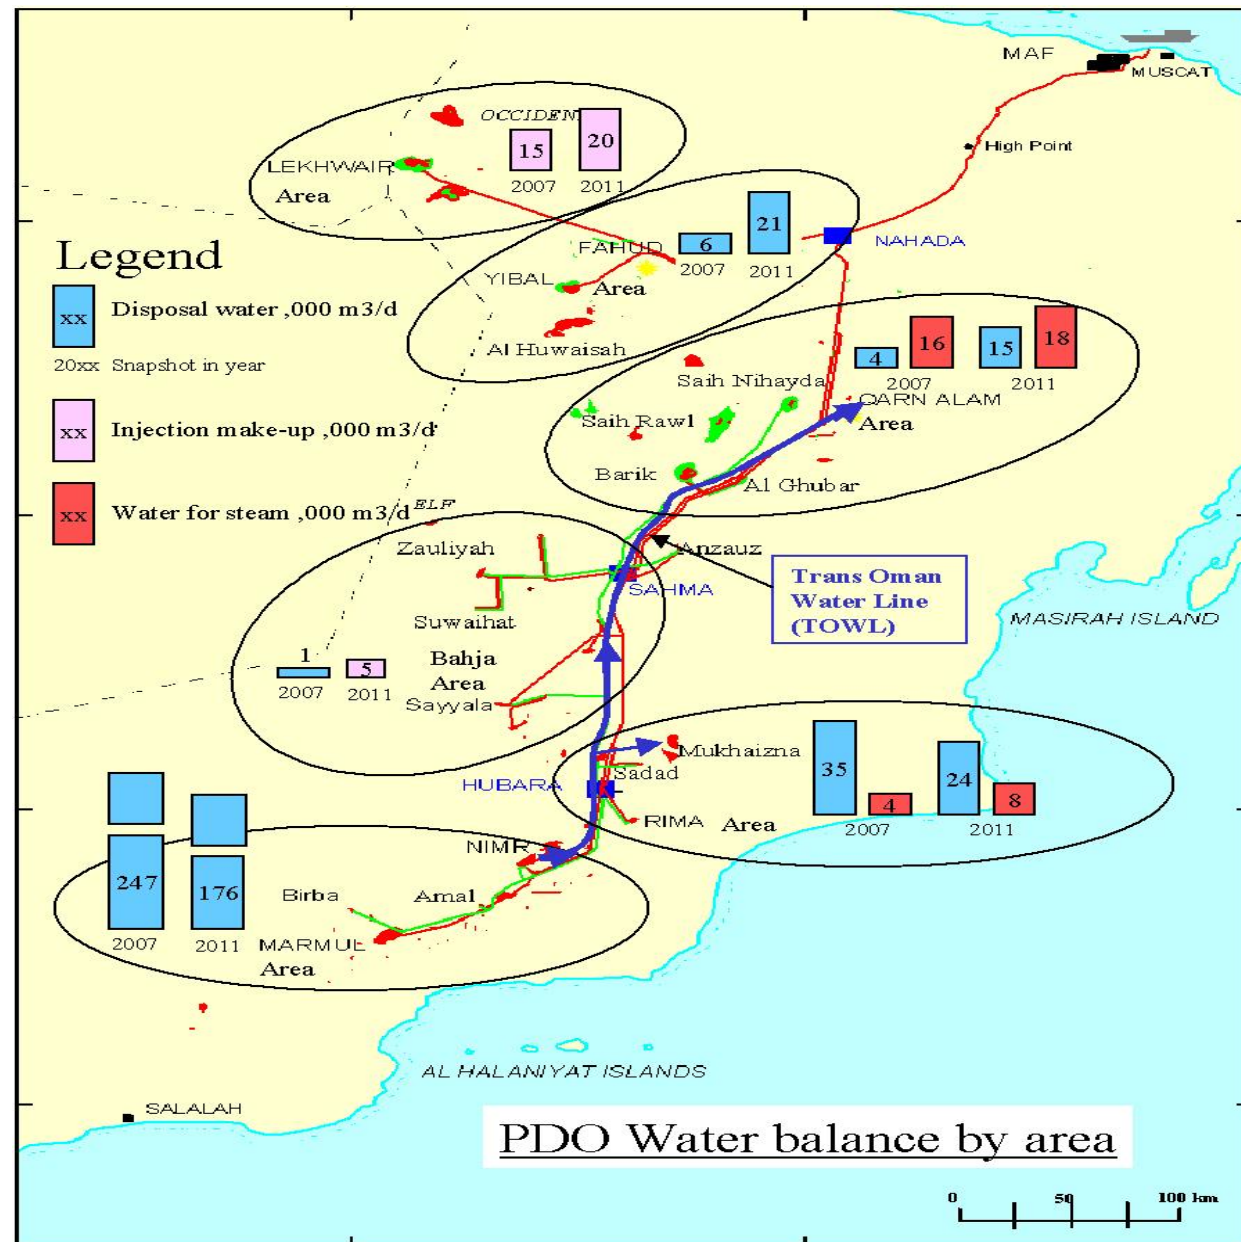 MAF
MUSCAT
OCCIDEN
15
20
2007
2011
LEKHWAIR
Area
High Point
Legend
xx
Disposal water ,000 m3/d
20xx Snapshot in year
xx
Injection make-up ,000 m3/d
xx
Water for steam ,000 m3/d
ELF
21
6
2007
2011
FAHUD
NAHADA
YIBAL
Area
Al Huwaisah
4
16
15
18
2007
2011
Saih Nihayda
QARN ALAM
Area
Saih Rawl
Barik
Al Ghubar
Zauliyah
Anzauz
SAHMA
Trans Oman
Water Line
(TOWL)
MASIRAH ISLAND
Suwaihat
Bahja
Area
1
5
2007
2011
Sayyala
Mukhaizna
35
24
4
8
2007
2011
Sadad
HUBARA
RIMA
Area
NIMR
247
176
2007
2011
Birba
Amal
MARMUL
Area
AL HALANIYAT ISLANDS
SALALAH
PDO Water balance by area
0
50
100 km